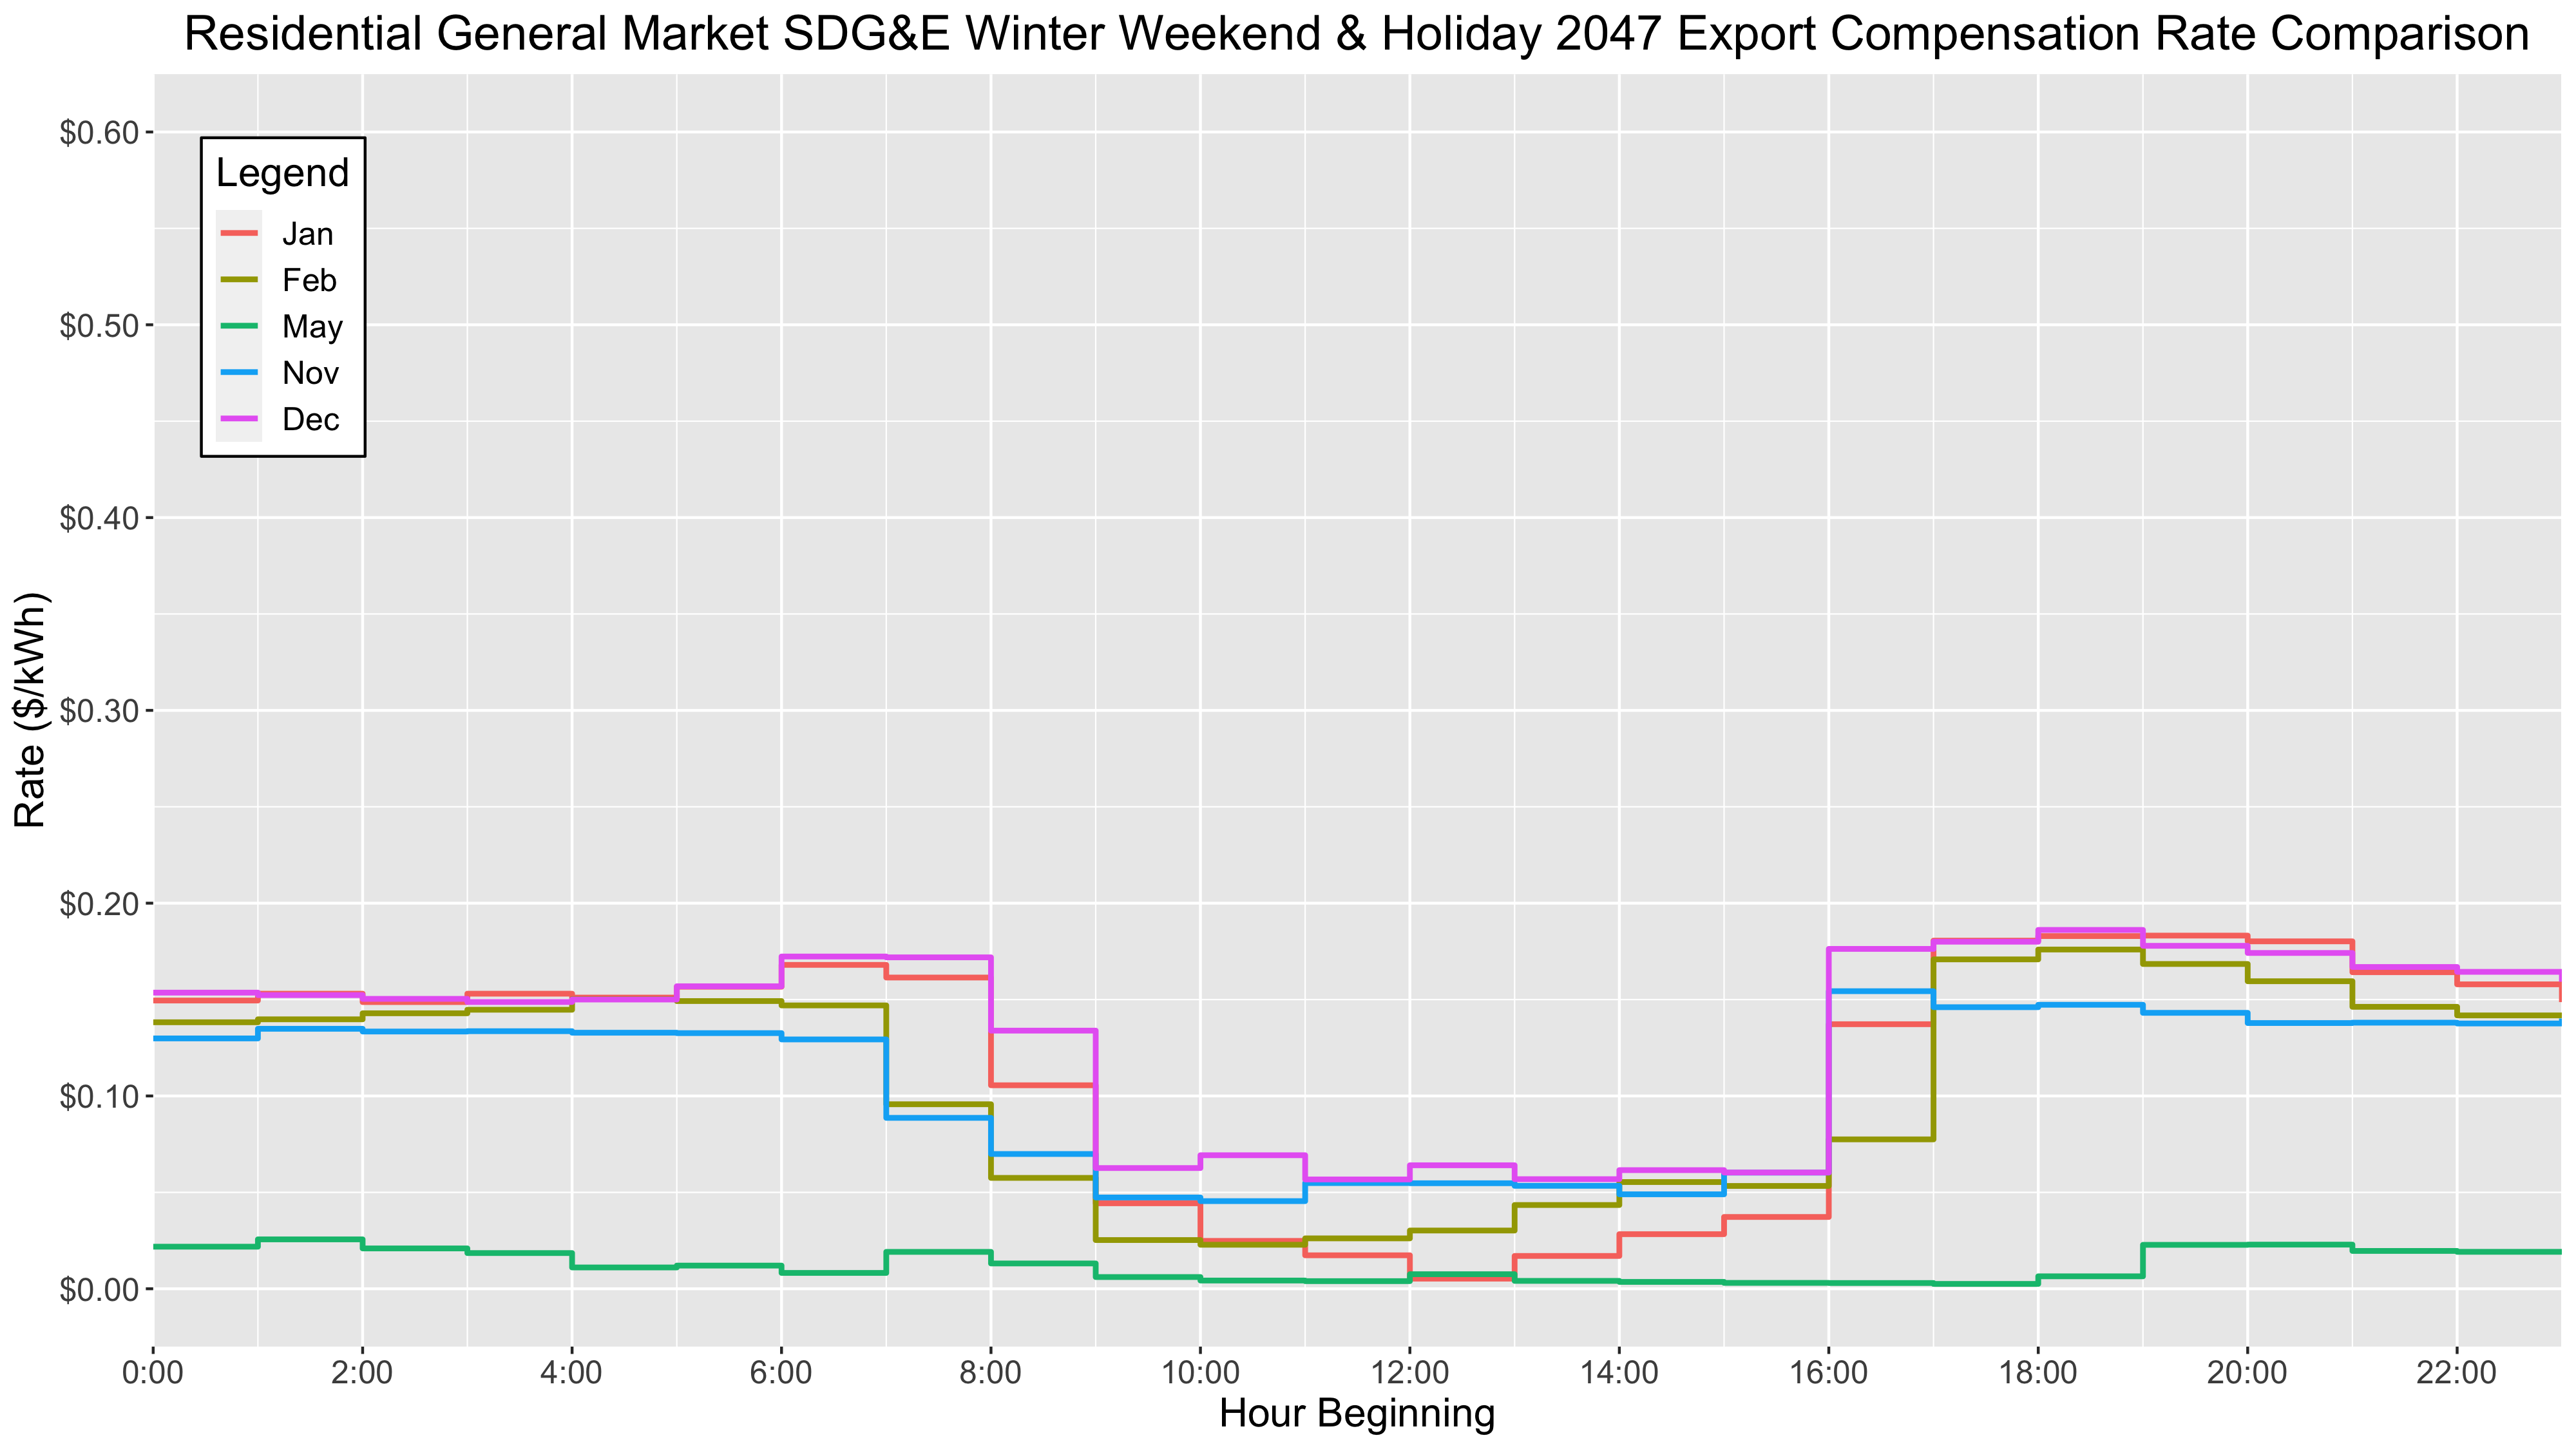 Residential General Market SDG&E Winter Weekend & Holiday 2047 Export Compensation Rate Comparison
Legend
Jan
Feb
May
Nov
Dec
Rate ($/kWh)
$0.60
$0.50
$0.40
$0.30
$0.20
$0.10
$0.00
0:00 2:00 4:00 6:00 8:00 10:00 12:00 14:00 16:00 18:00 20:00 22:00
Hour Beginning